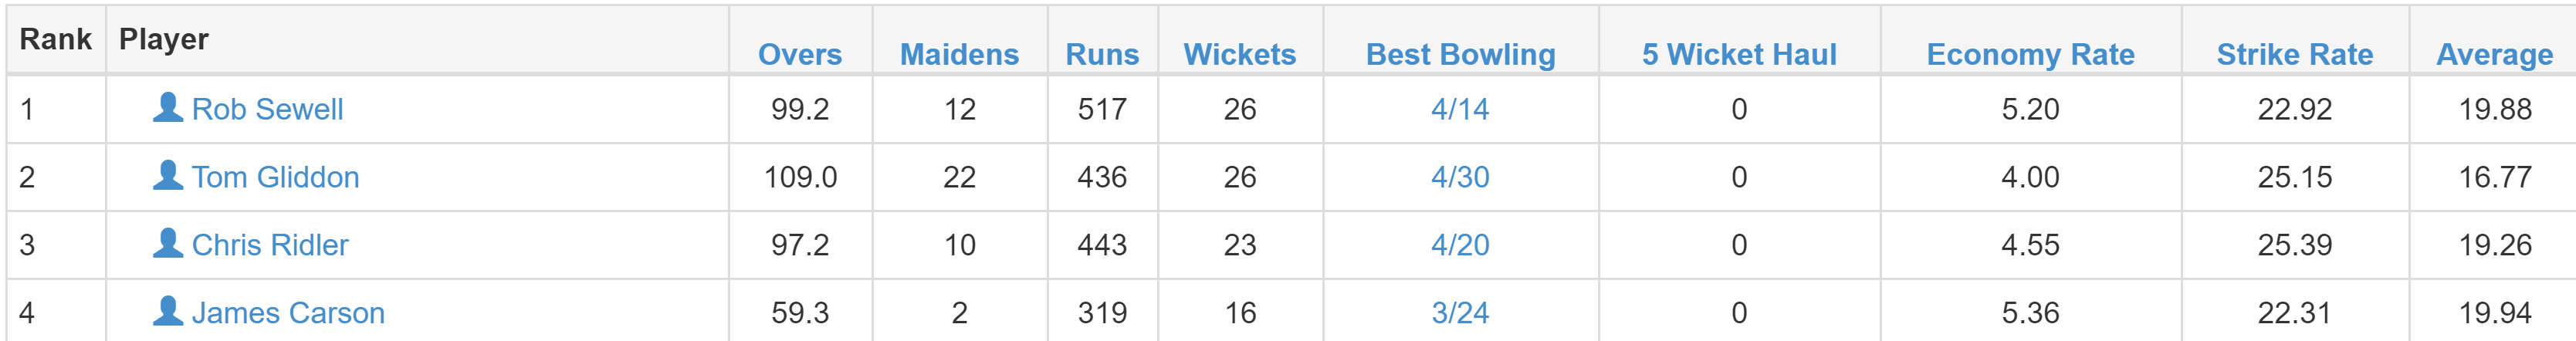 Rank Player Overs Maidens Runs Wickets Best Bowling 5 Wicket Haul Economy Rate Strike Rate Average
1 Rob Sewell 99.2 12 517 26 4/14 0 5.20 22.92 19.88
2 Tom Gliddon 109.0 22 436 26 4/30 0 4.00 25.15 16.77
3 Chris Ridler 97.2 10 443 23 4/20 0 4.55 25.39 19.26
4 James Carson 59.3 2 319 16 3/24 0 5.36 22.31 19.94